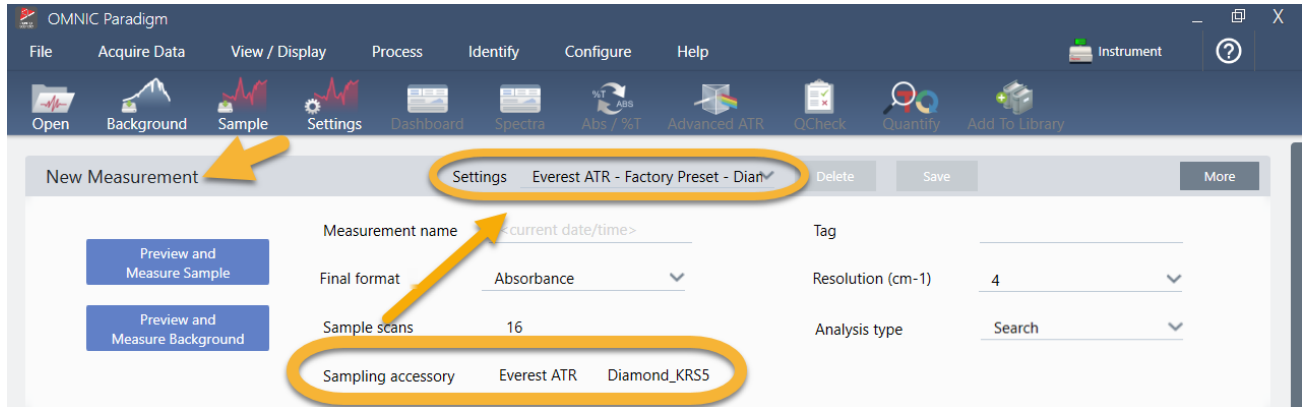 OMNIC Paradigm
File Acquire Data View / Display Process Identify Configure Help Instrument
%T ABS
Open Background Sample Settings Dashboard Spectra Abs / %T Advanced ATR QCheck Quantify Add To Library
New Measurement Settings Everest ATR - Factory Preset - Diar Delete Save More
Measurement name <current date/time> Tag
Preview and
Measure Sample
Final format Absorbance Resolution (cm-1) 4
Preview and
Measure Background
Sample scans 16 Analysis type Search
Sampling accessory Everest ATR Diamond_KRS5